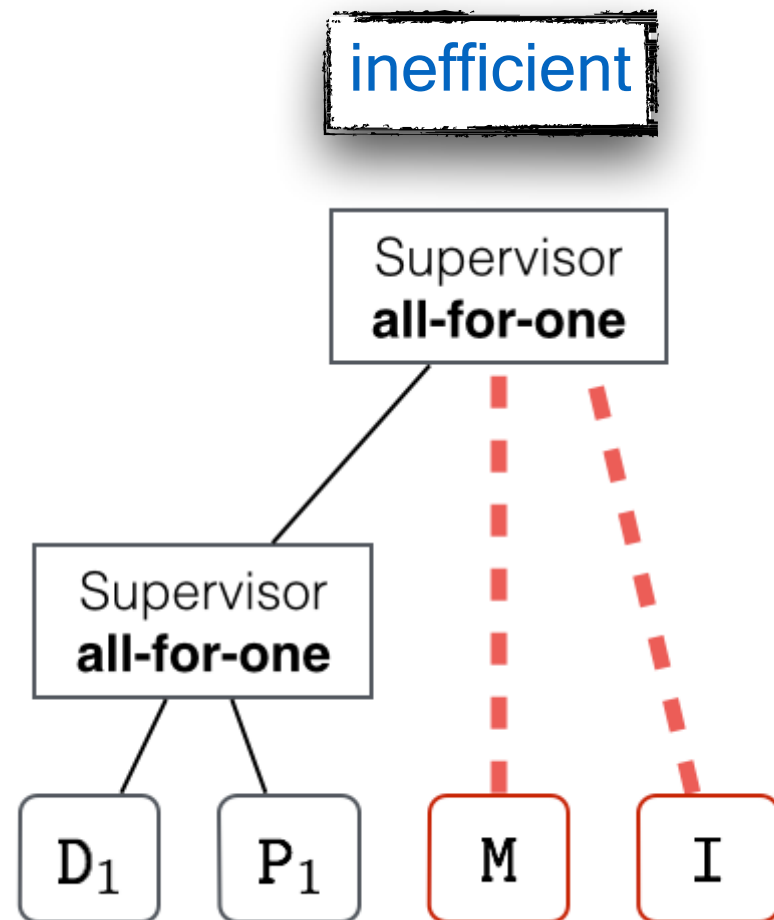 inefficient
Supervisor
all-for-one
Supervisor
all-for-one
D₁ P₁ M I